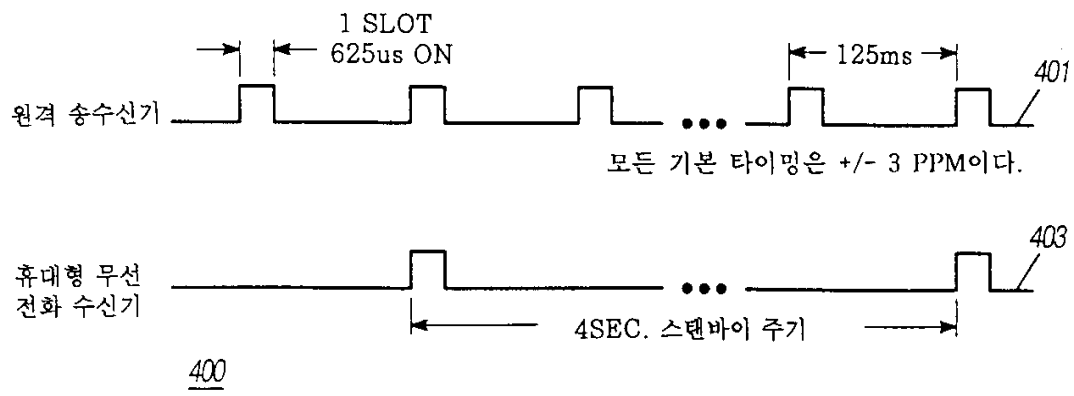 1 SLOT
625us ON
125ms
401
원격 송수신기
모든 기본 타이밍은 +/- 3 PPM이다.
403
휴대형 무선
전화 수신기
4SEC. 스탠바이 주기
400